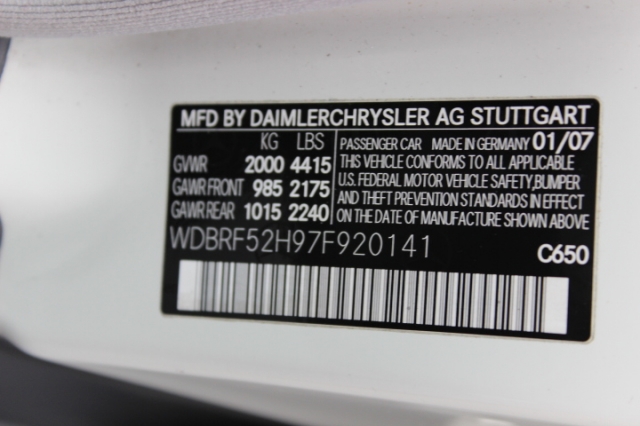 MFD BY DAIMLERCHRYSLER AG STUTTGART
KG LBS
GVWR 2000 4415
GAWR FRONT 985 2175
GAWR REAR 1015 2240
PASSENGER CAR MADE IN GERMANY 01/07
THIS VEHICLE CONFORMS TO ALL APPLICABLE
U.S. FEDERAL MOTOR VEHICLE SAFETY,BUMPER
AND THEFT PREVENTION STANDARDS IN EFFECT
ON THE DATE OF MANUFACTURE SHOWN ABOVE.
WDBRF52H97F920141
C650